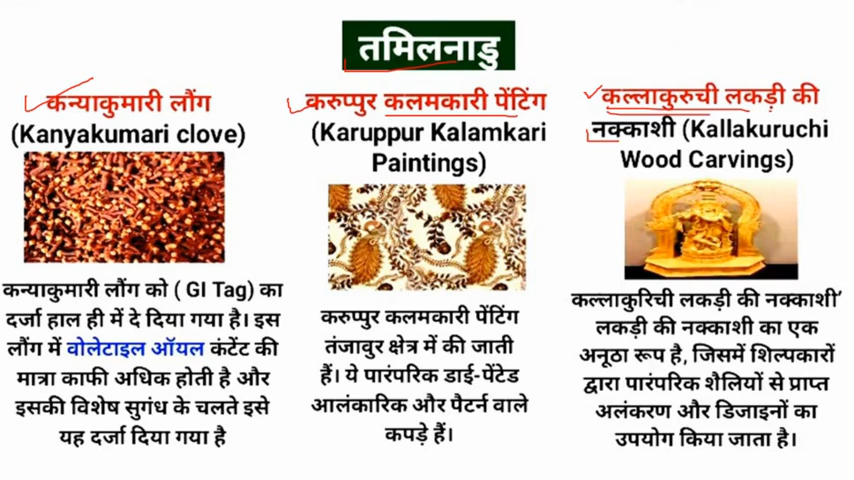 தமிலனாடு
कन्याकुमारी लौंग
(Kanyakumari clove)
कन्याकुमारी लौंग को ( GI Tag) का
दर्जा हाल ही में दे दिया गया है। इस
लौंग में वोलेटाइल ऑयल कंटेंट की
मात्रा काफी अधिक होती है और
इसकी विशेष सुगंध के चलते इसे
यह दर्जा दिया गया है
करुप्पुर कलमकारी पेंटिंग
(Karuppur Kalamkari
Paintings)
करुप्पुर कलमकारी पेंटिंग
तंजावुर क्षेत्र में की जाती
हैं। ये पारंपरिक डाई-पेंटेड
आलंकारिक और पैटर्न वाले
कपड़े हैं।
कल्लाकुरुची लकड़ी की
नक्काशी (Kallakuruchi
Wood Carvings)
कल्लाकुरिची लकड़ी की नक्काशी’
लकड़ी की नक्काशी का एक
अनूठा रूप है, जिसमें शिल्पकारों
द्वारा पारंपरिक शैलियों से प्राप्त
अलंकरण और डिजाइनों का
उपयोग किया जाता है।